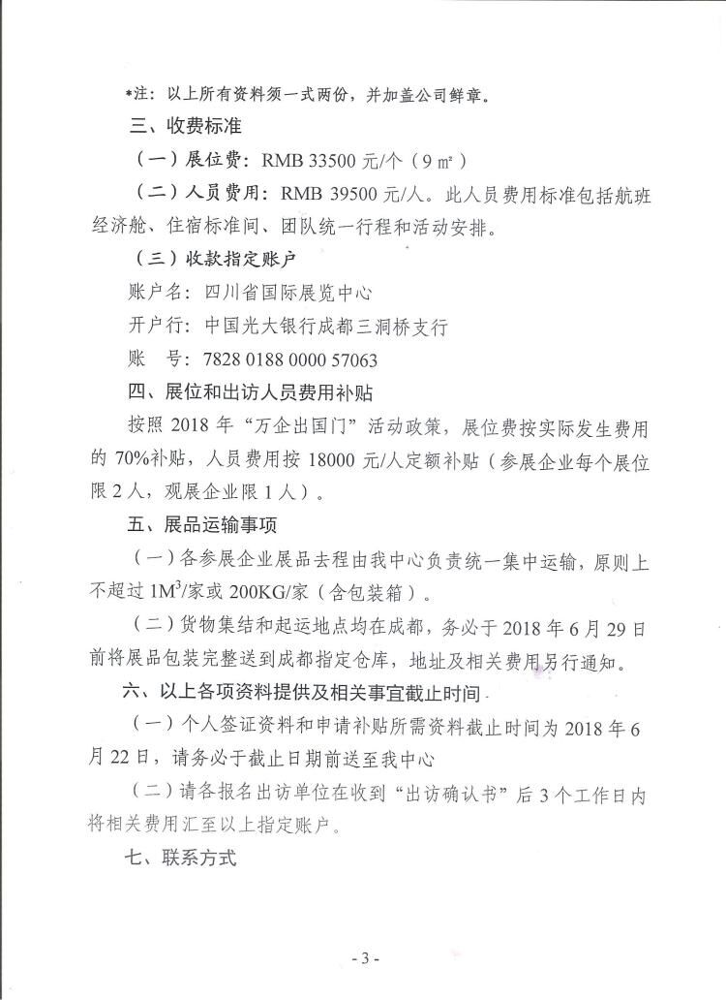 *注：以上所有资料须一式两份，并加盖公司鲜章。
三、收费标准
（一）展位费：RMB 33500 元/个（9 ㎡）
（二）人员费用：RMB 39500 元/人。此人员费用标准包括航班
经济舱、住宿标准间、团队统一行程和活动安排。
（三）收款指定账户
账户名：四川省国际展览中心
开户行：中国光大银行成都三洞桥支行
账　号：7828 0188 0000 57063
四、展位和出访人员费用补贴
按照 2018 年“万企出国门”活动政策，展位费按实际发生费用
的 70%补贴，人员费用按 18000 元/人定额补贴（参展企业每个展位
限 2 人，观展企业限 1 人）。
五、展品运输事项
（一）各参展企业展品去程由我中心负责统一集中运输，原则上
不超过 1M³/家或 200KG/家（含包装箱）。
（二）货物集结和起运地点均在成都，务必于 2018 年 6 月 29 日
前将展品包装完整送到成都指定仓库，地址及相关费用另行通知。
六、以上各项资料提供及相关事宜截止时间
（一）个人签证资料和申请补贴所需资料截止时间为 2018 年 6
月 22 日，请务必于截止日期前送至我中心
（二）请各报名出访单位在收到“出访确认书”后 3 个工作日内
将相关费用汇至以上指定账户。
七、联系方式
- 3 -